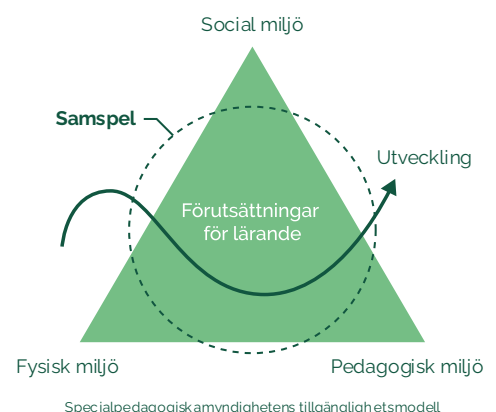 Social miljö
Samspel
Utveckling
Förutsättningar
för lärande
Fysisk miljö
Pedagogisk miljö
Specialpedagogiska myndighetens tillgänglighetsmodell